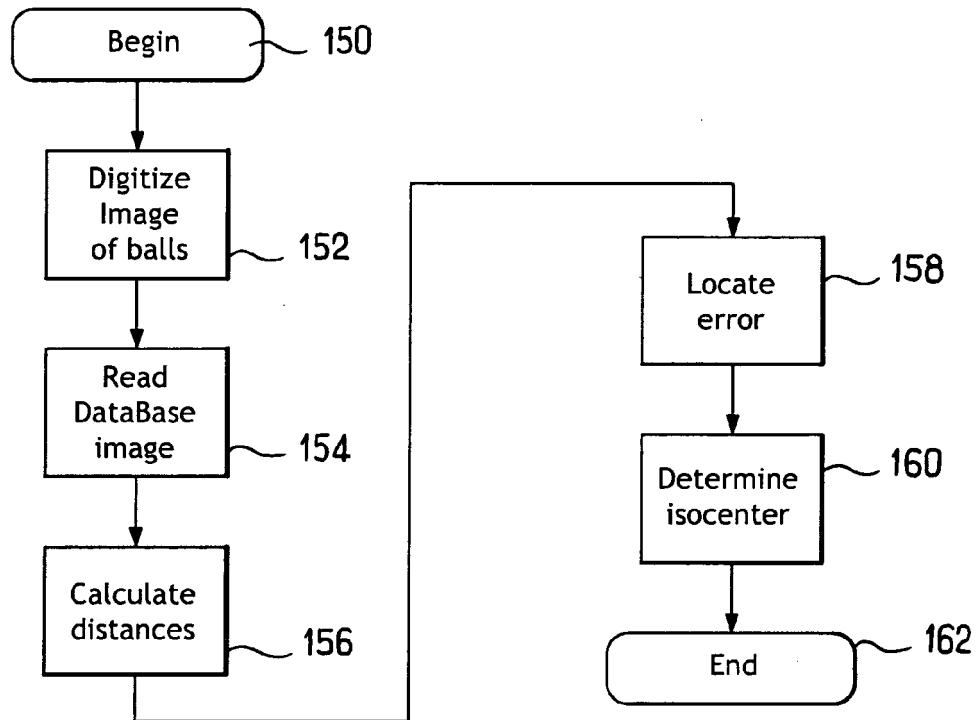 Begin
150
Digitize
Image
of balls
152
Read
DataBase
image
154
Calculate
distances
156
Locate
error
158
Determine
isocenter
160
End
162